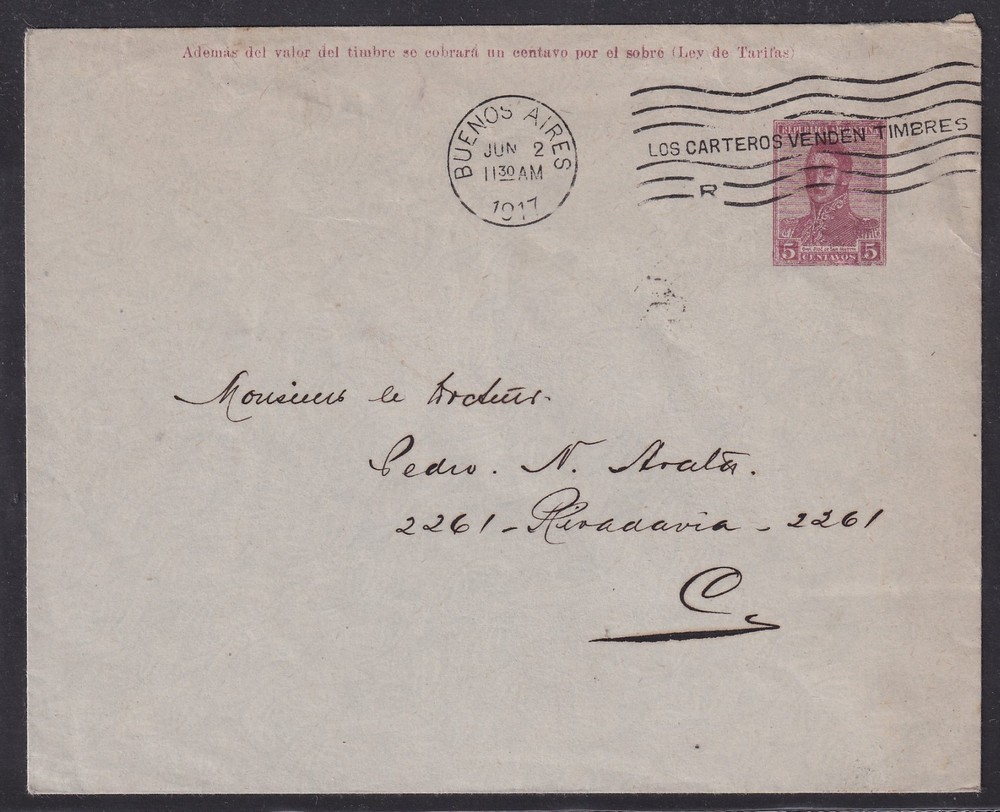 Además del valor del timbre se cobrará un centavo por el sobre (Ley de Tarifas)
BUENOS AIRES
JUN 2
11 30 AM
1917
LOS CARTEROS VENDEN TIMBRES
R
REPUBLICA
5 CENTAVOS 5
Monsieur le Docteur
Pedro. N. Arata.
2261 - Rivadavia - 2261
C